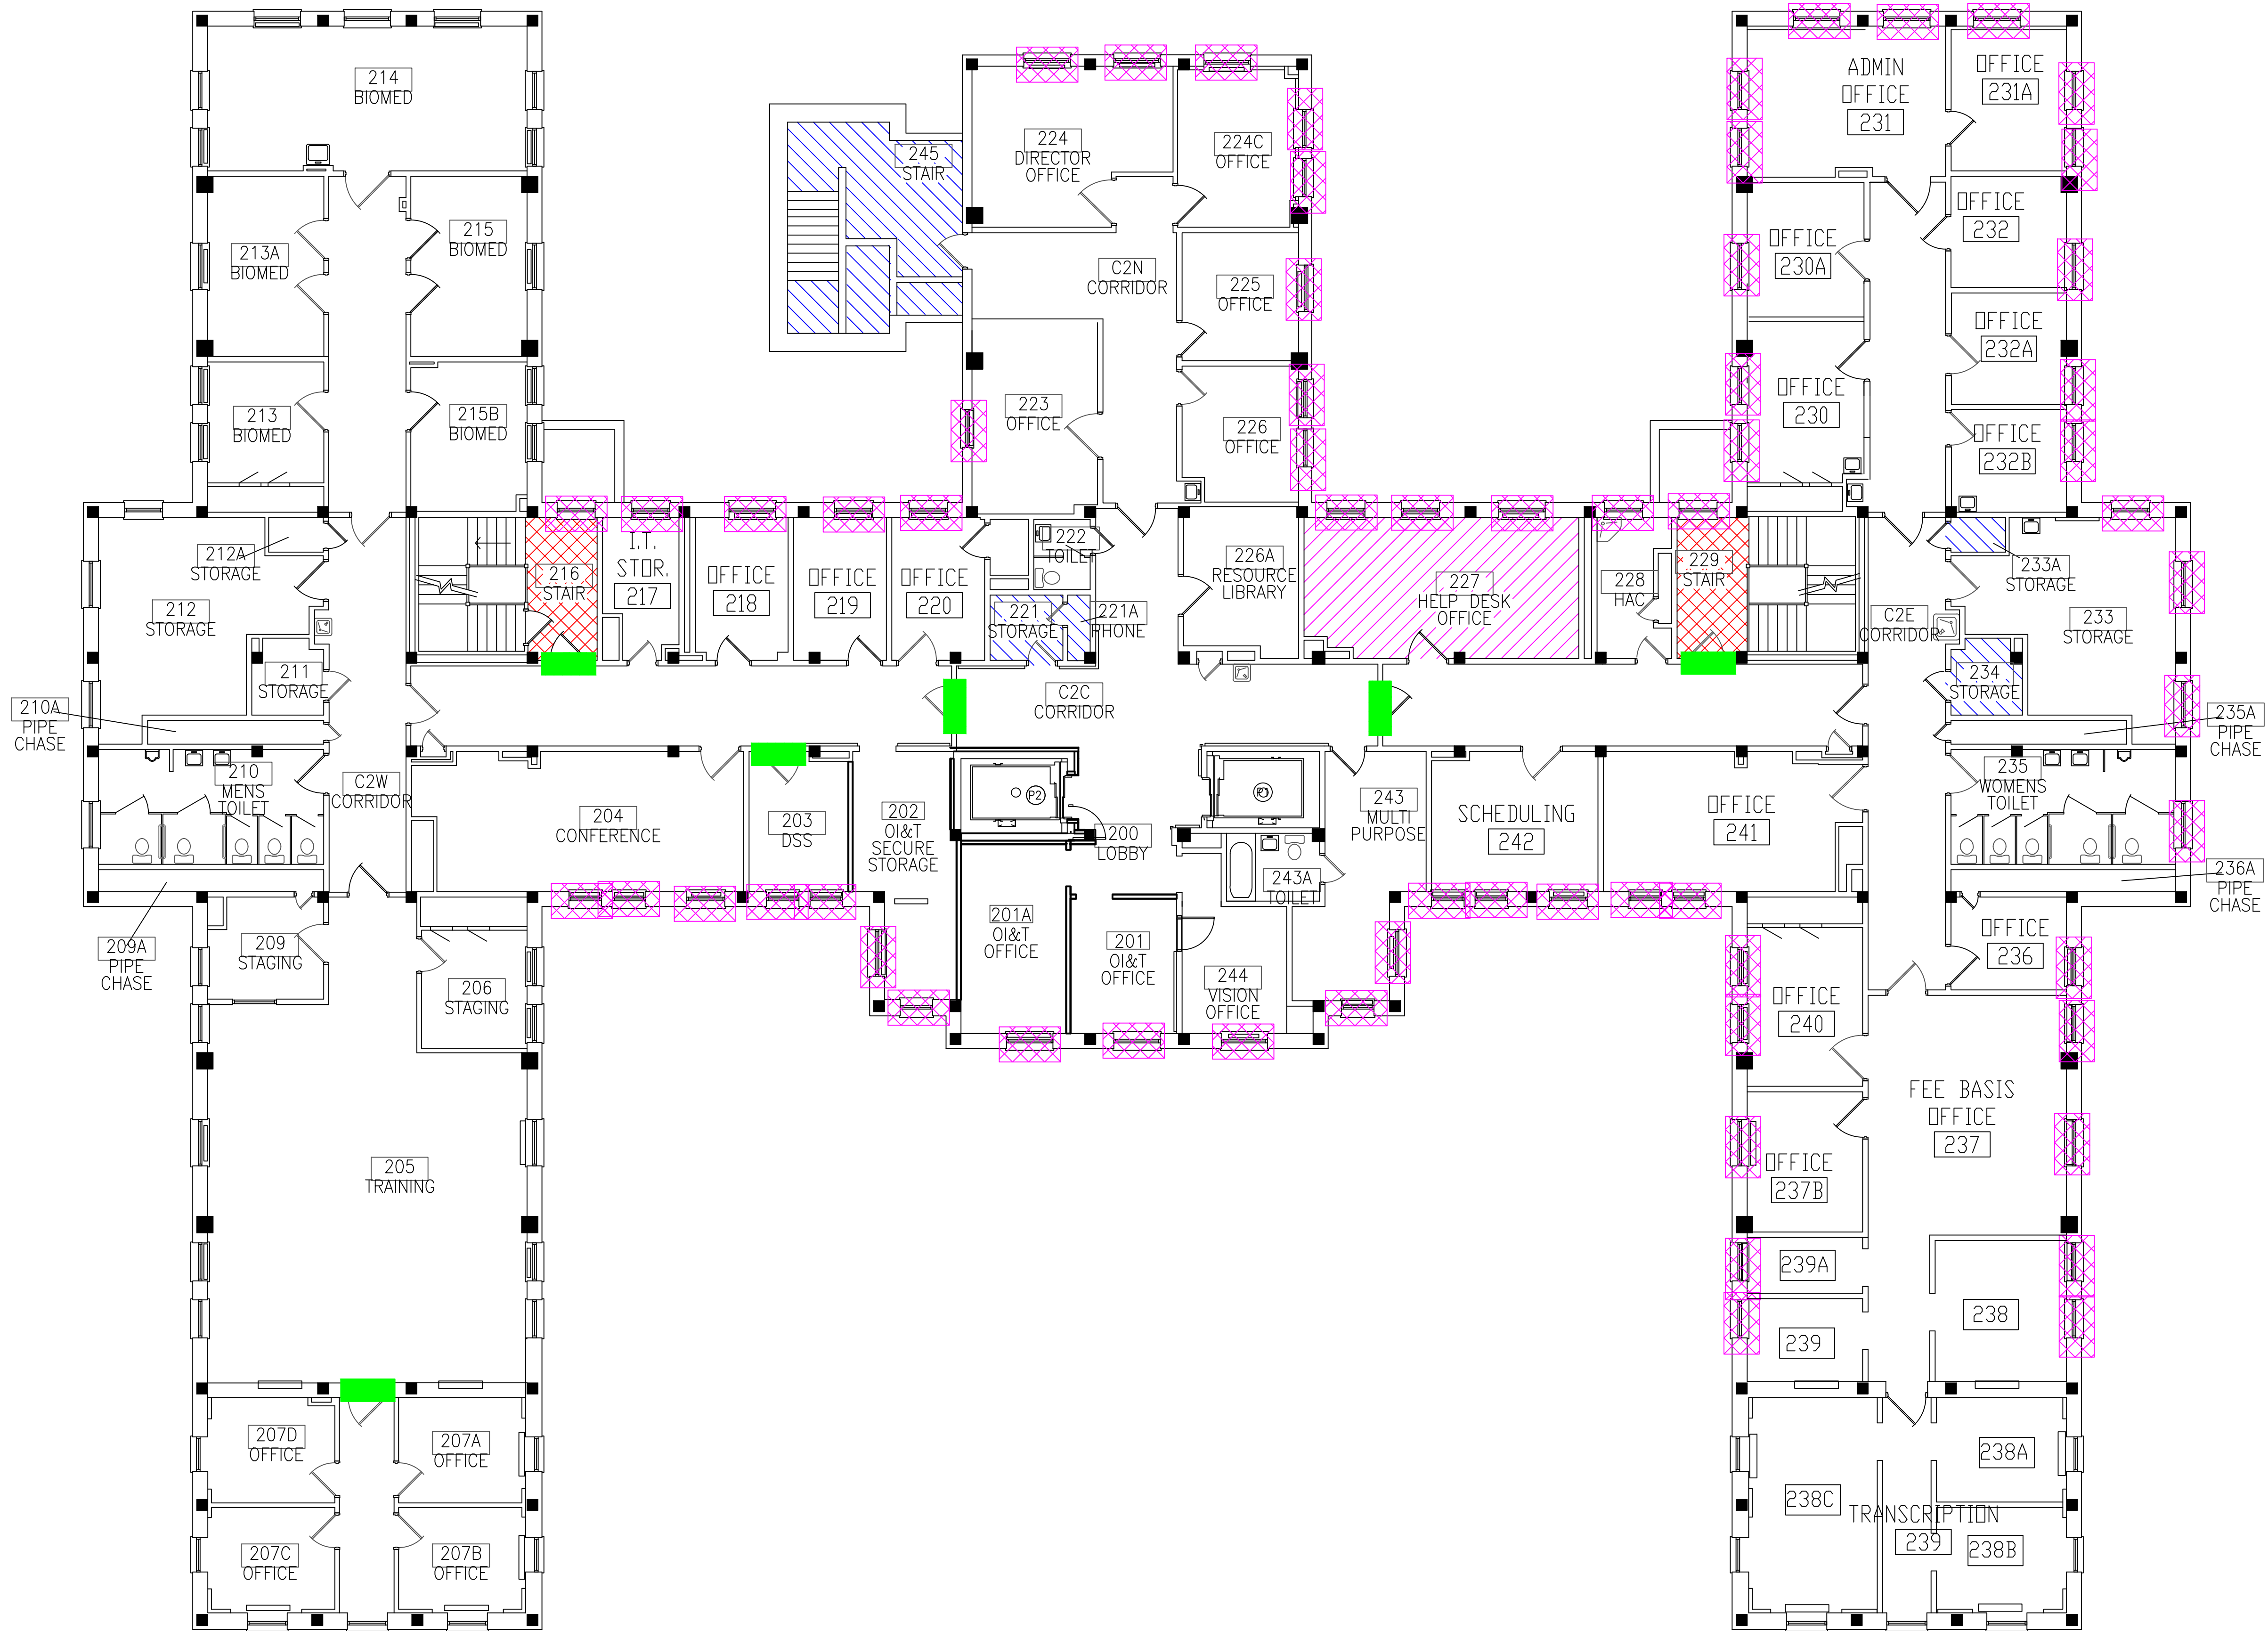 214
BIOMED
213A
BIOMED
215
BIOMED
213
BIOMED
215B
BIOMED
212A
STORAGE
212
STORAGE
211
STORAGE
210A
PIPE
CHASE
210
MENS
TOILET
C2W
CORRIDOR
209A
PIPE
CHASE
209
STAGING
206
STAGING
205
TRAINING
207D
OFFICE
207A
OFFICE
207C
OFFICE
207B
OFFICE
245
STAIR
224
DIRECTOR
OFFICE
224C
OFFICE
C2N
CORRIDOR
225
OFFICE
223
OFFICE
226
OFFICE
216
STAIR
I.T.
STOR.
217
OFFICE
218
OFFICE
219
OFFICE
220
222
TOILET
221
STORAGE
221A
PHONE
226A
RESOURCE
LIBRARY
227
HELP DESK
OFFICE
228
HAC
229
STAIR
C2C
CORRIDOR
204
CONFERENCE
203
DSS
202
OI&T
SECURE
STORAGE
P2
P1
200
LOBBY
243
MULTI
PURPOSE
243A
TOILET
SCHEDULING
242
OFFICE
241
201A
OI&T
OFFICE
201
OI&T
OFFICE
244
VISION
OFFICE
ADMIN
OFFICE
231
OFFICE
231A
OFFICE
230A
OFFICE
232
OFFICE
232A
OFFICE
230
OFFICE
232B
233A
STORAGE
C2E
CORRIDOR
233
STORAGE
234
STORAGE
235A
PIPE
CHASE
235
WOMENS
TOILET
236A
PIPE
CHASE
OFFICE
236
OFFICE
240
FEE BASIS
OFFICE
237
OFFICE
237B
239A
239
238
238A
238C
TRANSCRIPTION
239
238B